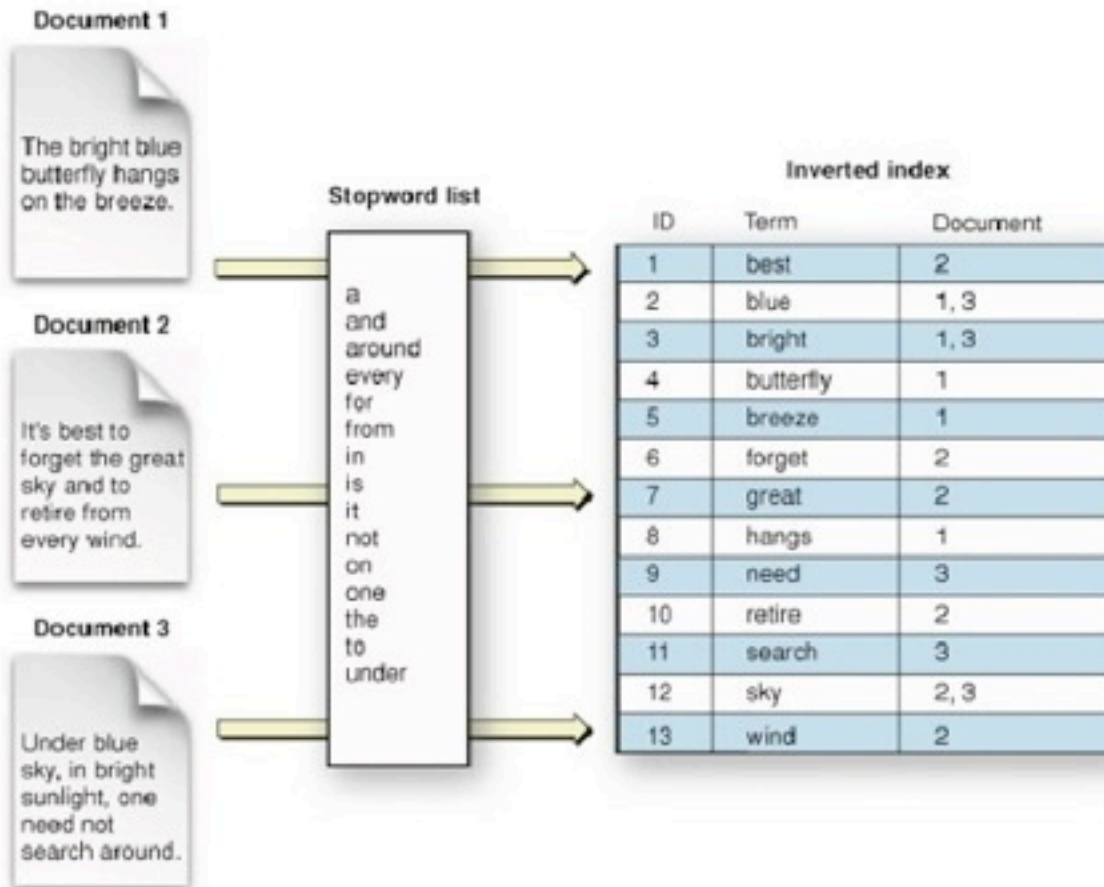 Document 1
The bright blue
butterfly hangs
on the breeze.
Document 2
It's best to
forget the great
sky and to
retire from
every wind.
Document 3
Under blue
sky, in bright
sunlight, one
need not
search around.
Stopword list
a
and
around
every
for
from
in
is
it
not
on
one
the
to
under
Inverted index
ID Term Document
1 best 2
2 blue 1, 3
3 bright 1, 3
4 butterfly 1
5 breeze 1
6 forget 2
7 great 2
8 hangs 1
9 need 3
10 retire 2
11 search 3
12 sky 2, 3
13 wind 2